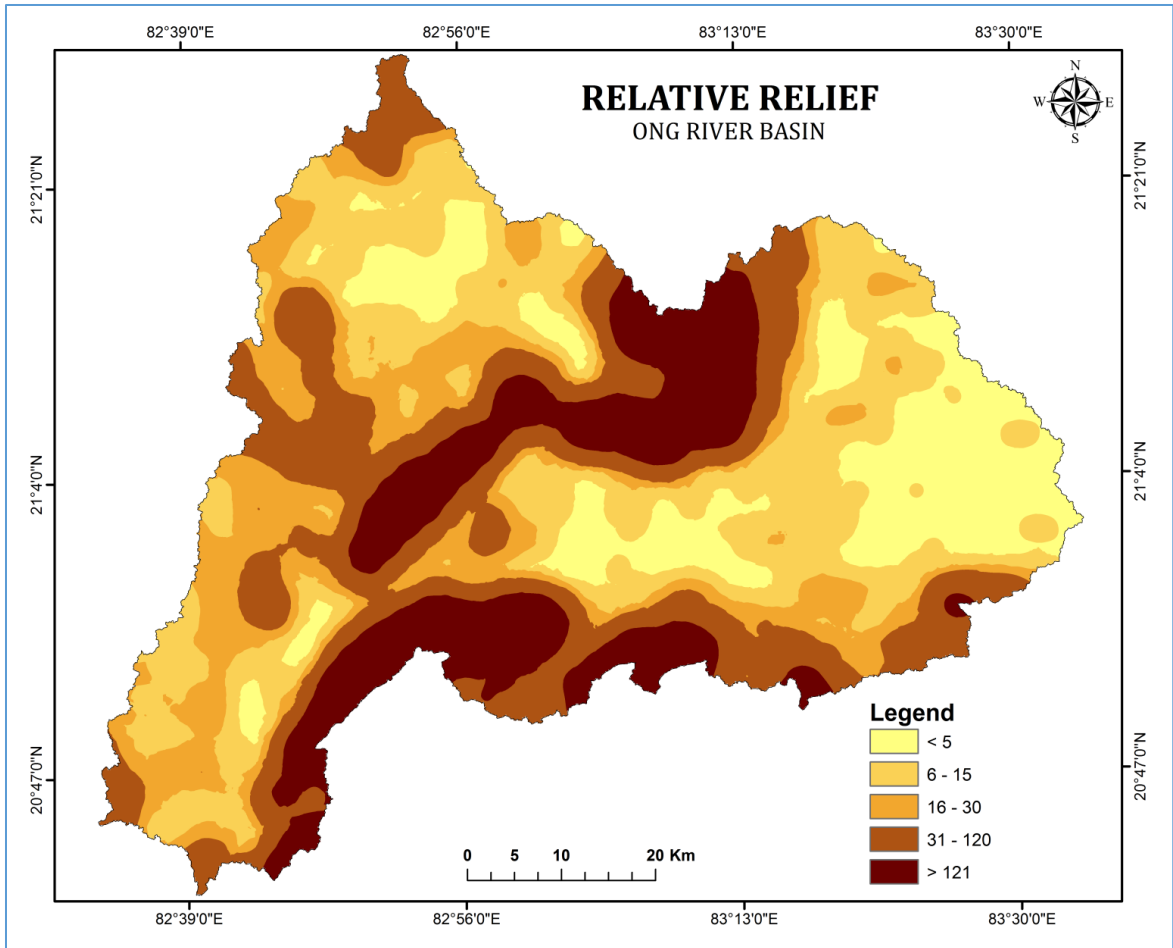 82°39'0"E 82°56'0"E 83°13'0"E 83°30'0"E
RELATIVE RELIEF
ONG RIVER BASIN
N
W E
S
21°21'0"N 21°21'0"N
21°4'0"N 21°4'0"N
20°47'0"N 20°47'0"N
Legend
< 5
6 - 15
16 - 30
31 - 120
> 121
0 5 10 20 Km
82°39'0"E 82°56'0"E 83°13'0"E 83°30'0"E